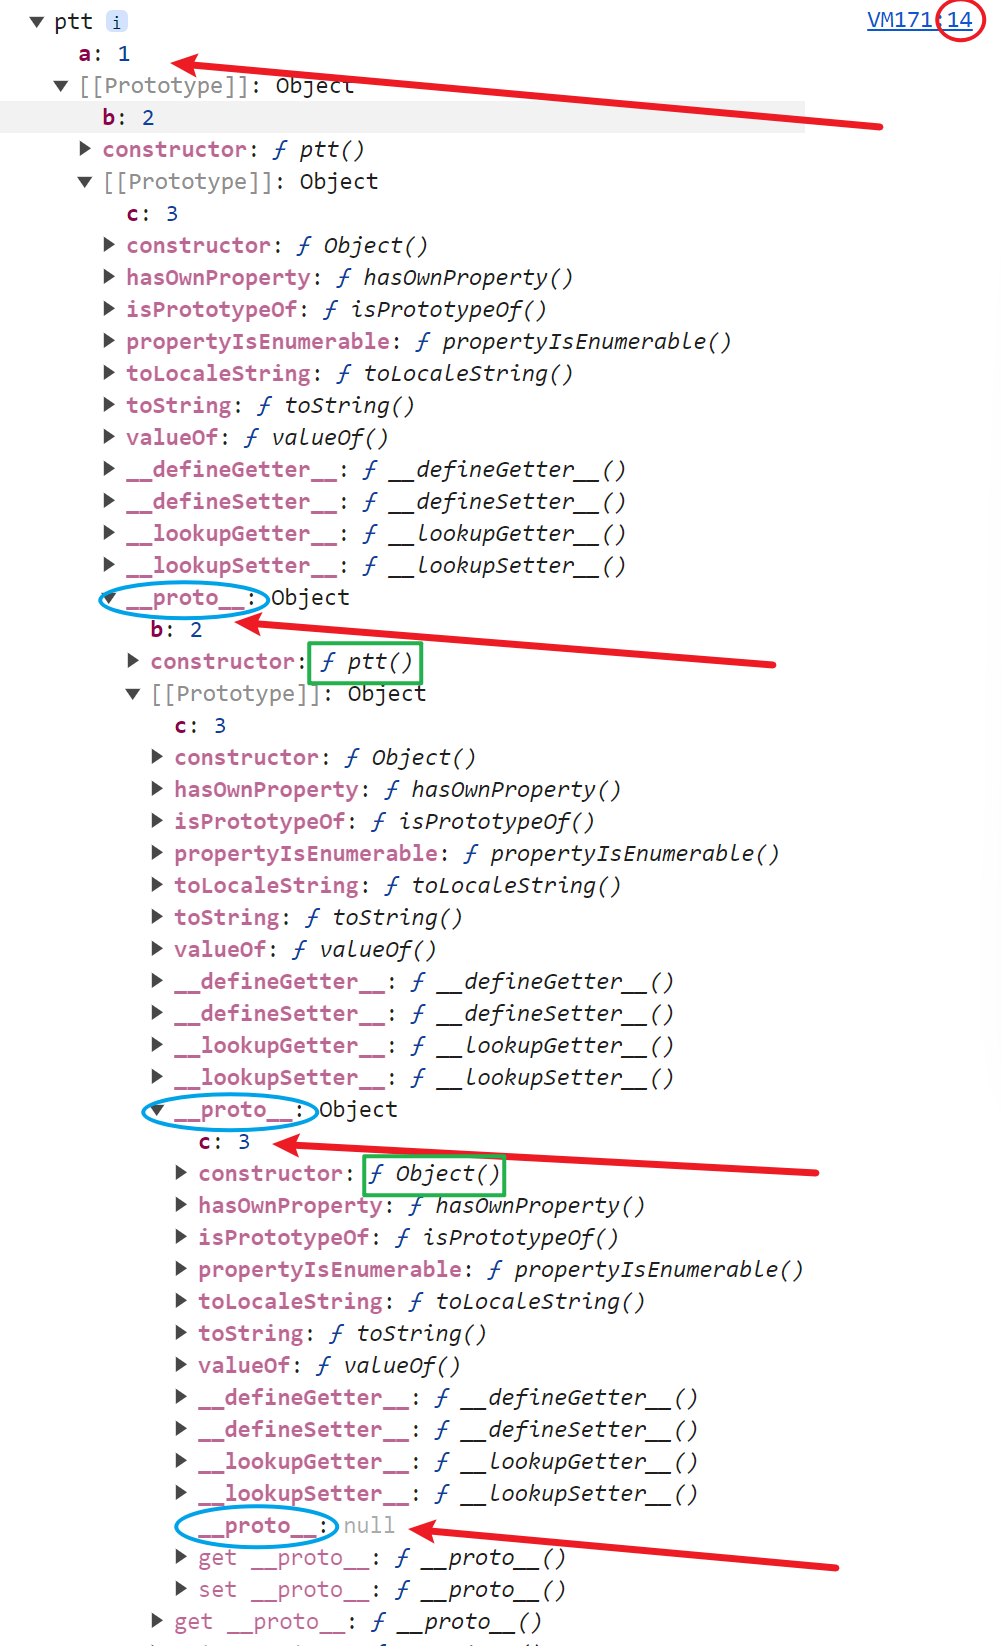 ptt i VM171:14
a: 1
[[Prototype]]: Object
b: 2
constructor: ƒ ptt()
[[Prototype]]: Object
c: 3
constructor: ƒ Object()
hasOwnProperty: ƒ hasOwnProperty()
isPrototypeOf: ƒ isPrototypeOf()
propertyIsEnumerable: ƒ propertyIsEnumerable()
toLocaleString: ƒ toLocaleString()
toString: ƒ toString()
valueOf: ƒ valueOf()
__defineGetter__: ƒ __defineGetter__()
__defineSetter__: ƒ __defineSetter__()
__lookupGetter__: ƒ __lookupGetter__()
__lookupSetter__: ƒ __lookupSetter__()
__proto__: Object
b: 2
constructor: ƒ ptt()
[[Prototype]]: Object
c: 3
constructor: ƒ Object()
hasOwnProperty: ƒ hasOwnProperty()
isPrototypeOf: ƒ isPrototypeOf()
propertyIsEnumerable: ƒ propertyIsEnumerable()
toLocaleString: ƒ toLocaleString()
toString: ƒ toString()
valueOf: ƒ valueOf()
__defineGetter__: ƒ __defineGetter__()
__defineSetter__: ƒ __defineSetter__()
__lookupGetter__: ƒ __lookupGetter__()
__lookupSetter__: ƒ __lookupSetter__()
__proto__: Object
c: 3
constructor: ƒ Object()
hasOwnProperty: ƒ hasOwnProperty()
isPrototypeOf: ƒ isPrototypeOf()
propertyIsEnumerable: ƒ propertyIsEnumerable()
toLocaleString: ƒ toLocaleString()
toString: ƒ toString()
valueOf: ƒ valueOf()
__defineGetter__: ƒ __defineGetter__()
__defineSetter__: ƒ __defineSetter__()
__lookupGetter__: ƒ __lookupGetter__()
__lookupSetter__: ƒ __lookupSetter__()
__proto__: null
get __proto__: ƒ __proto__()
set __proto__: ƒ __proto__()
get __proto__: ƒ __proto__()